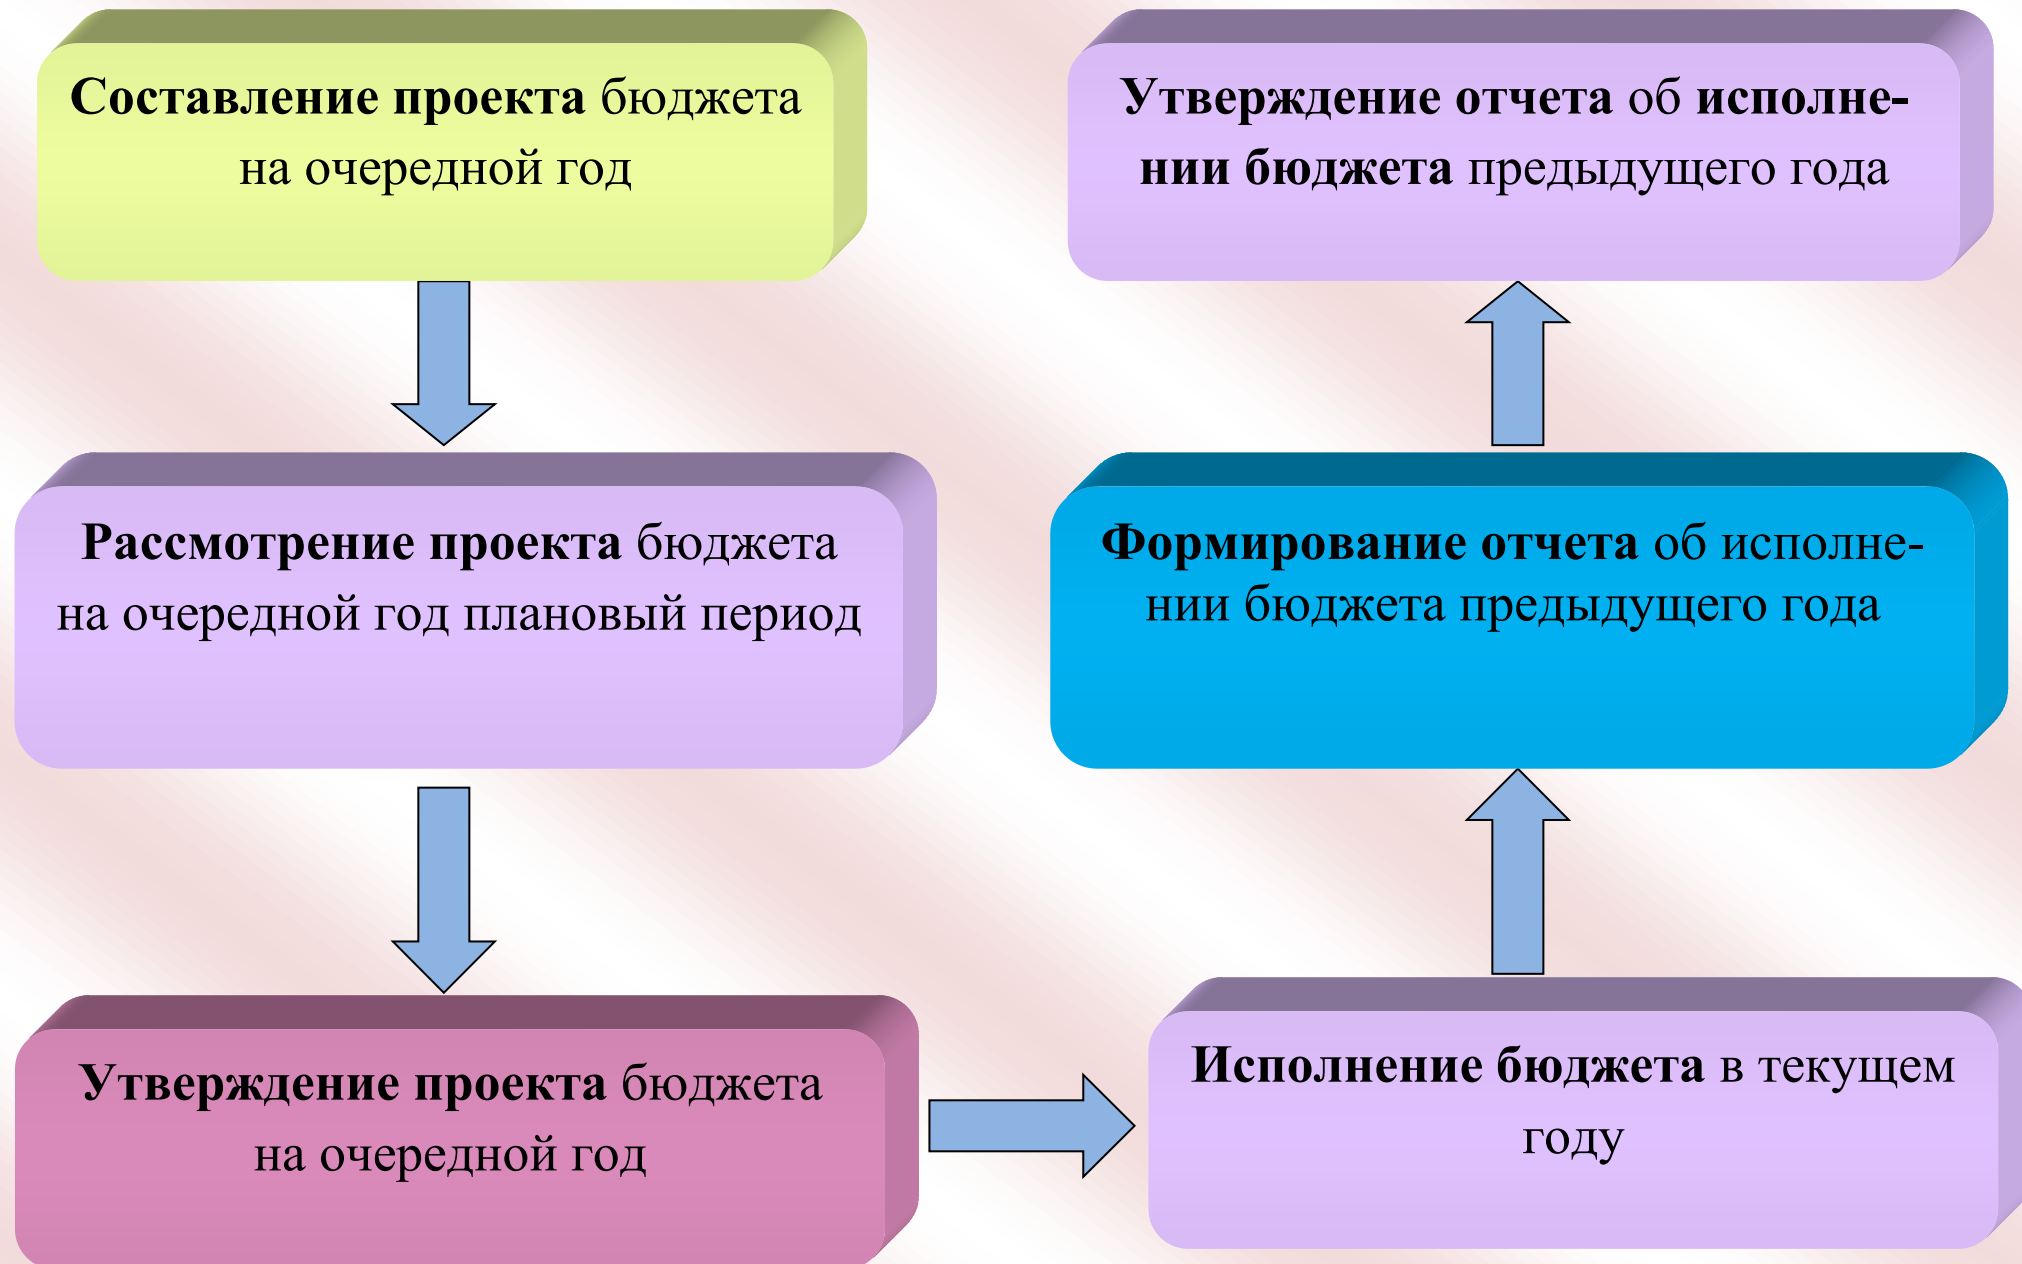 Составление проекта бюджета
на очередной год
Рассмотрение проекта бюджета
на очередной год плановый период
Утверждение проекта бюджета
на очередной год
Исполнение бюджета в текущем
году
Формирование отчета об исполне-
нии бюджета предыдущего года
Утверждение отчета об исполне-
нии бюджета предыдущего года